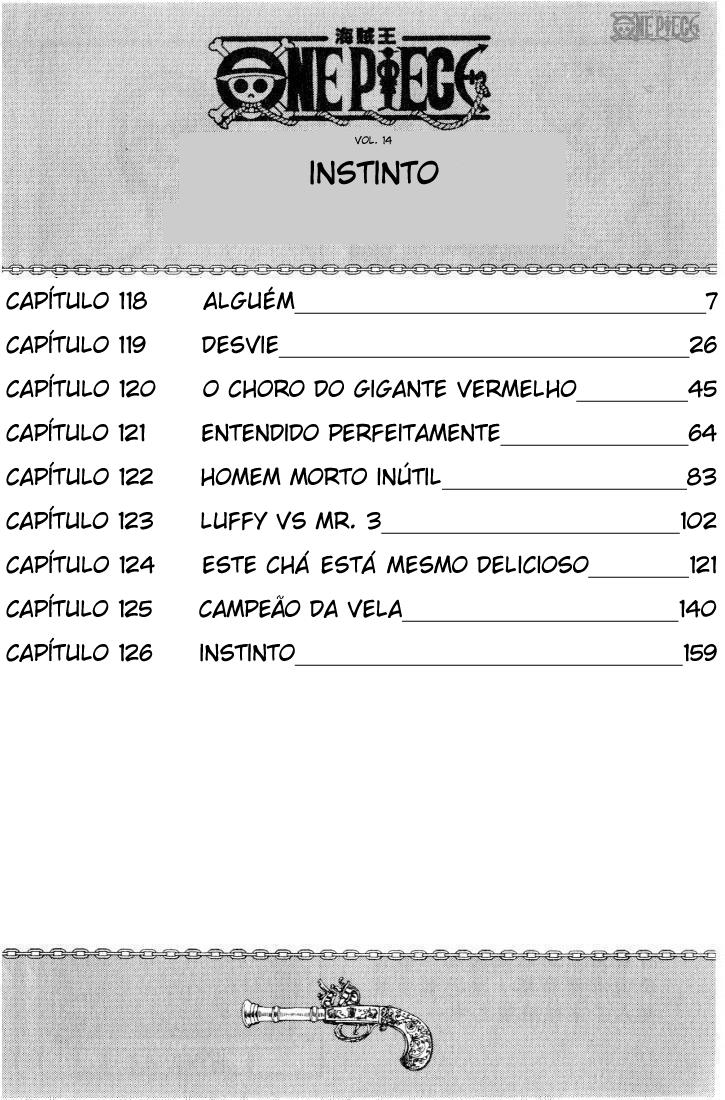 ONE PIECE
海賊王
ONE PIECE
VOL. 14
INSTINTO
CAPÍTULO 118 ALGUÉM 7
CAPÍTULO 119 DESVIE 26
CAPÍTULO 120 O CHORO DO GIGANTE VERMELHO 45
CAPÍTULO 121 ENTENDIDO PERFEITAMENTE 64
CAPÍTULO 122 HOMEM MORTO INÚTIL 83
CAPÍTULO 123 LUFFY VS MR. 3 102
CAPÍTULO 124 ESTE CHÁ ESTÁ MESMO DELICIOSO 121
CAPÍTULO 125 CAMPEÃO DA VELA 140
CAPÍTULO 126 INSTINTO 159